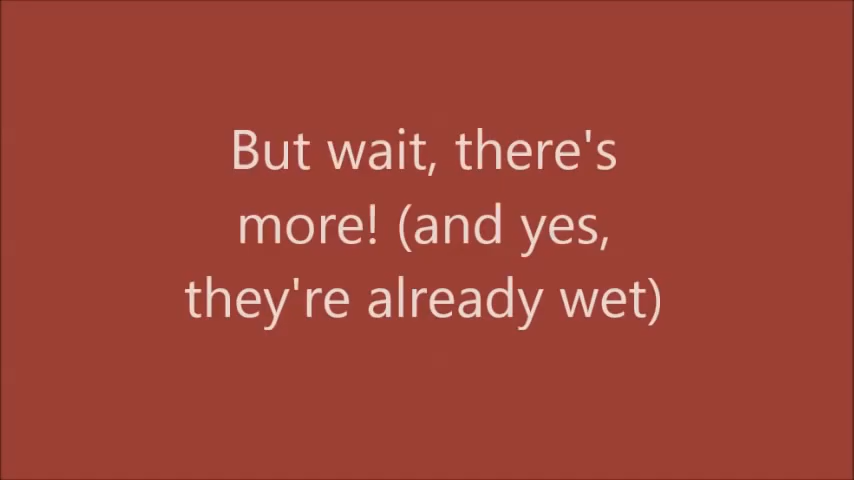 But wait, there's
more! (and yes,
they're already wet)